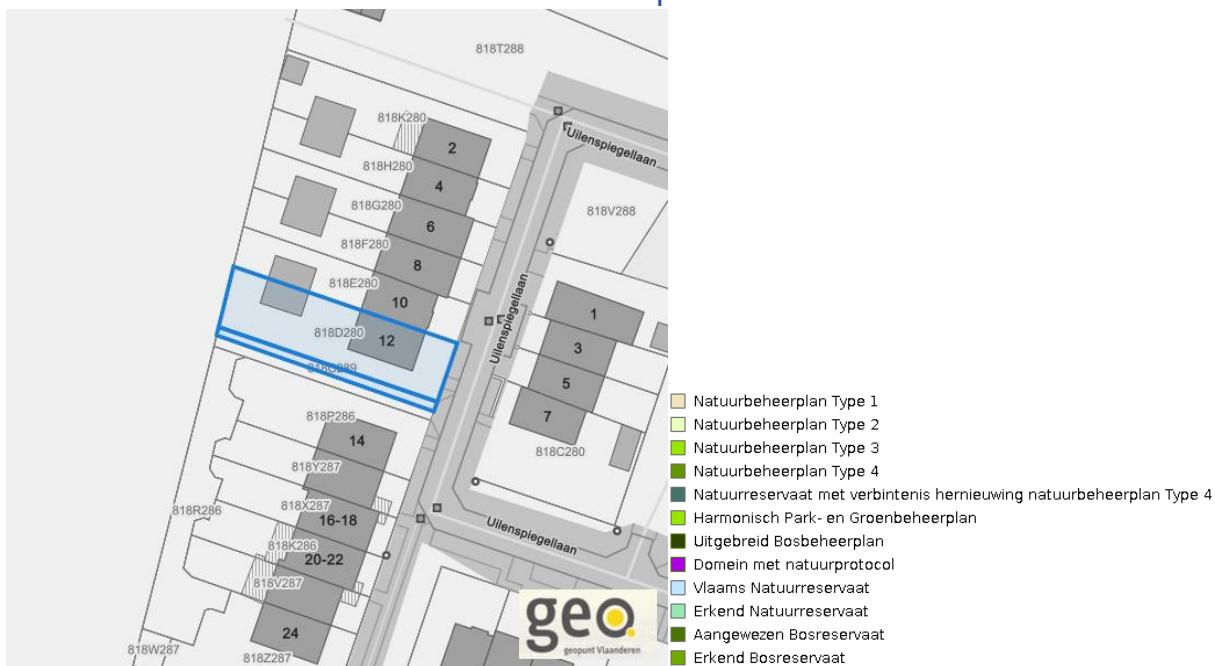 818T288
818K280
2
Uilenspiegellaan
818H280
4
818G280
818V288
6
818F280
8
818E280
Uilenspiegellaan
10
1
818D280
12
3
5
818P286
7
14
818C280
818Y287
818X287
818R286
16-18
Uilenspiegellaan
818K286
20-22
818V287
24
818W287
818Z287
geo.
geopunt Vlaanderen
Natuurbeheerplan Type 1
Natuurbeheerplan Type 2
Natuurbeheerplan Type 3
Natuurbeheerplan Type 4
Natuurreservaat met verbintenis hernieuwing natuurbeheerplan Type 4
Harmonisch Park- en Groenbeheerplan
Uitgebreid Bosbeheerplan
Domein met natuurprotocol
Vlaams Natuurreservaat
Erkend Natuurreservaat
Aangewezen Bosreservaat
Erkend Bosreservaat